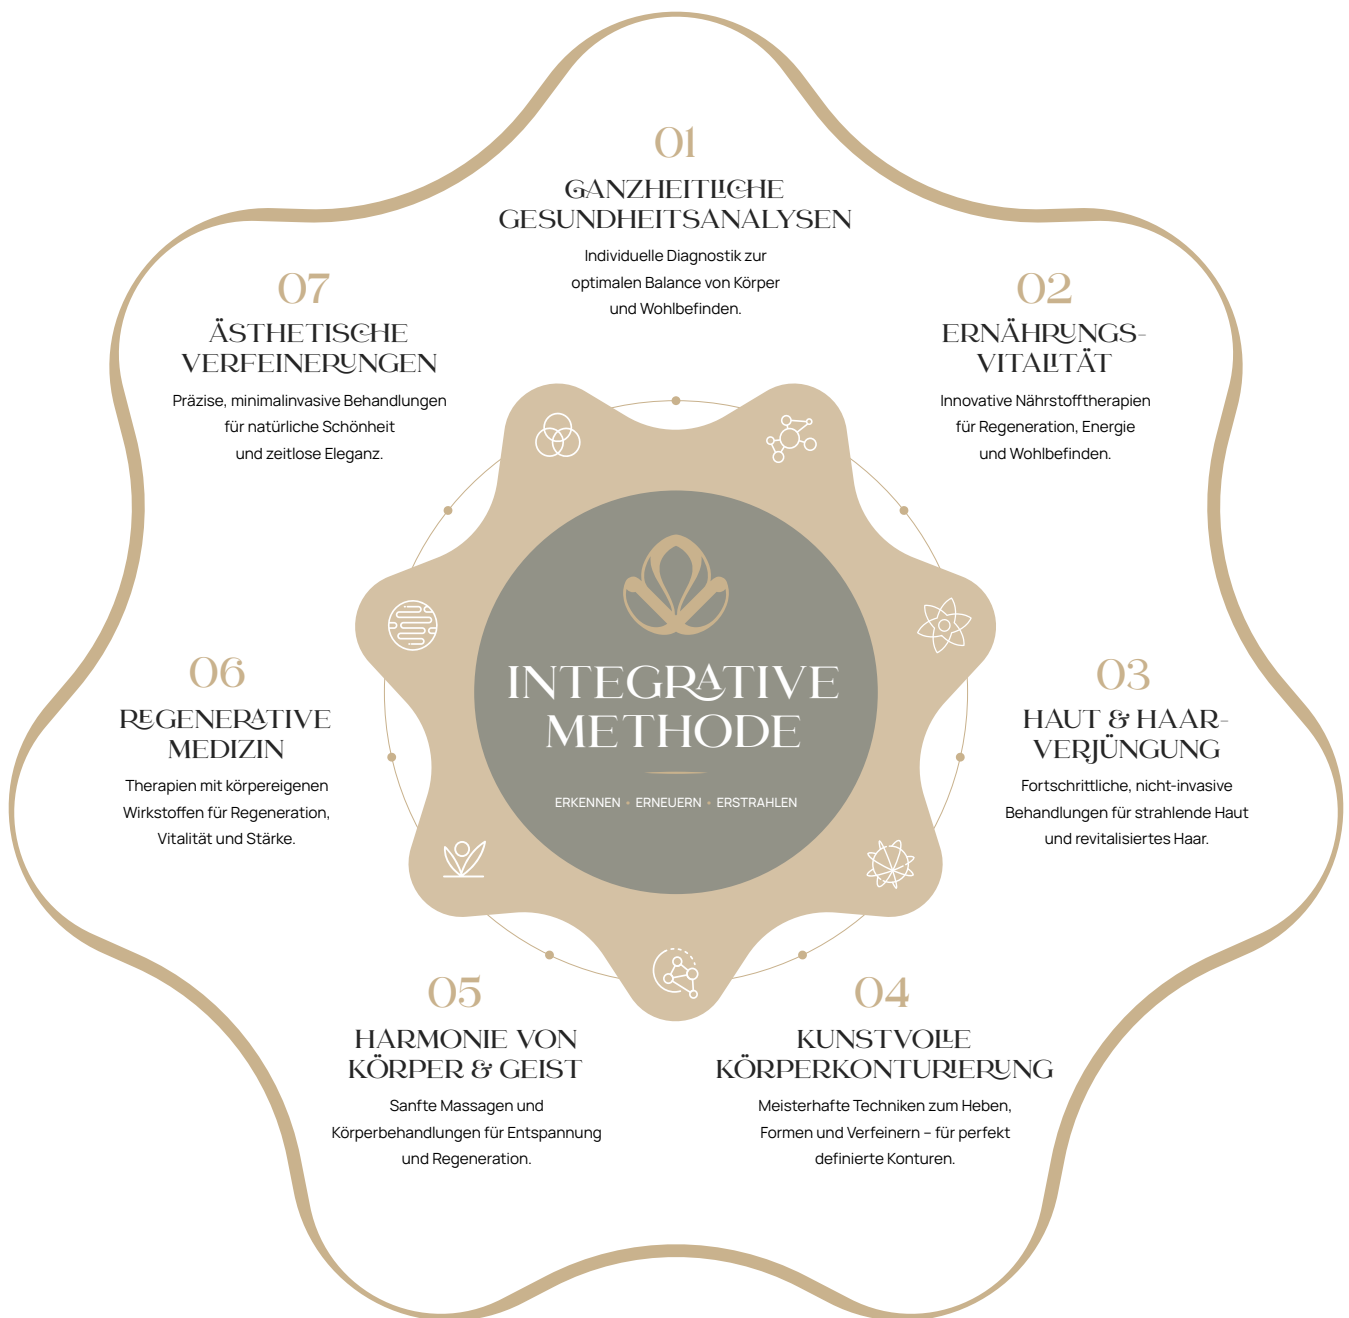 01
GANZHEITLICHE
GESUNDHEITSANALYSEN
Individuelle Diagnostik zur
optimalen Balance von Körper
und Wohlbefinden.
02
ERNÄHRUNGS-
VITALITÄT
Innovative Nährstofftherapien
für Regeneration, Energie
und Wohlbefinden.
03
HAUT & HAAR-
VERJÜNGUNG
Fortschrittliche, nicht-invasive
Behandlungen für strahlende Haut
und revitalisiertes Haar.
04
KUNSTVOLLE
KÖRPERKONTURIERUNG
Meisterhafte Techniken zum Heben,
Formen und Verfeinern – für perfekt
definierte Konturen.
05
HARMONIE VON
KÖRPER & GEIST
Sanfte Massagen und
Körperbehandlungen für Entspannung
und Regeneration.
06
REGENERATIVE
MEDIZIN
Therapien mit körpereigenen
Wirkstoffen für Regeneration,
Vitalität und Stärke.
07
ÄSTHETISCHE
VERFEINERUNGEN
Präzise, minimalinvasive Behandlungen
für natürliche Schönheit
und zeitlose Eleganz.
INTEGRATIVE
METHODE
ERKENNEN • ERNEUERN • ERSTRAHLEN